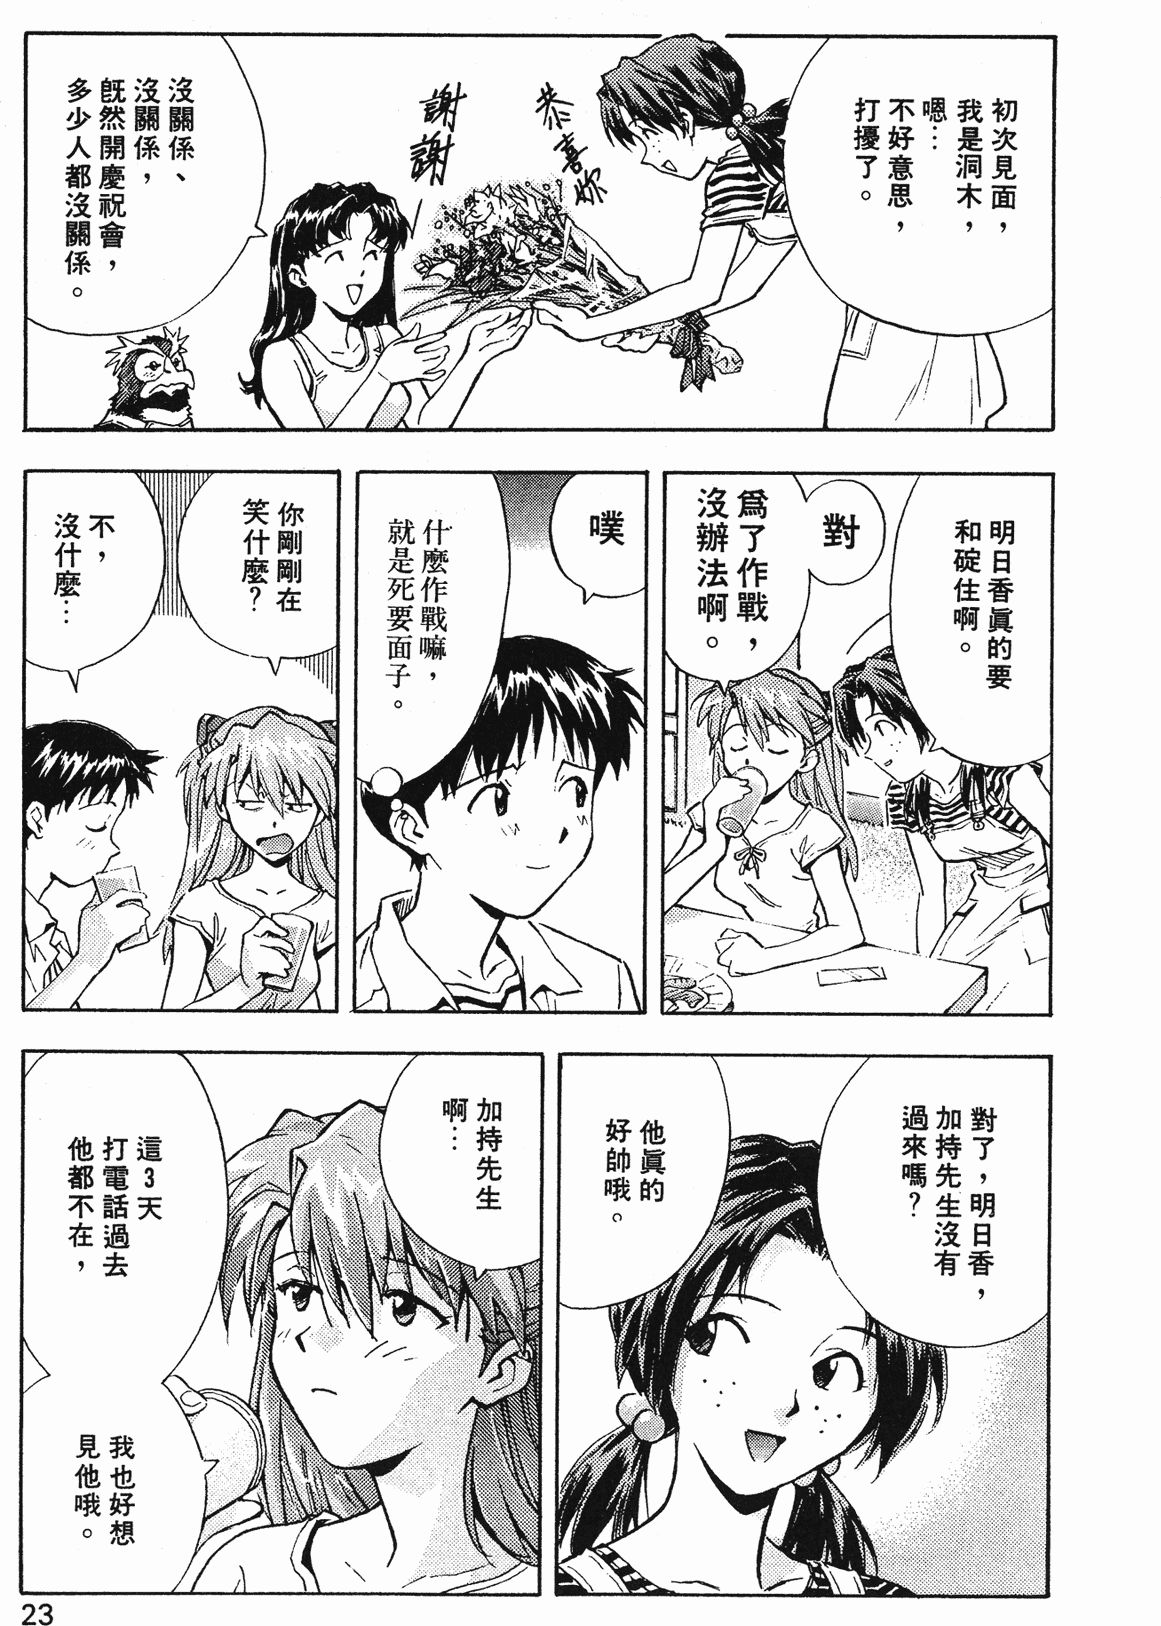 初次見面，
我是洞木，
嗯…
不好意思，
打擾了。
恭喜妳
謝謝
沒關係、
沒關係，
既然開慶祝會，
多少人都沒關係。
明日香眞的要
和碇住啊。
對
爲了作戰，
沒辦法啊。
噗
什麼作戰嘛，
就是死要面子。
你剛剛在
笑什麼？
不，
沒什麼…
對了，明日香，
加持先生沒有
過來嗎？
他眞的
好帥哦。
加持先生
啊…
這3天
打電話過去
他都不在，
我也好想
見他哦。
23